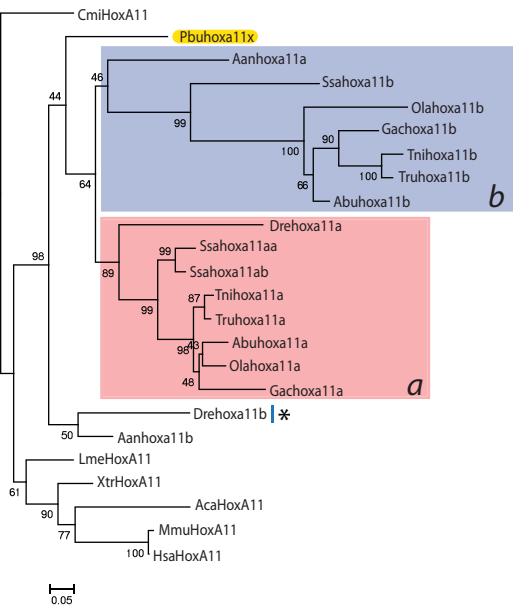 CmiHoxA11
Pbuhoxa11x
44
46
Aanhoxa11a
Ssahoxa11b
99
Olahoxa11b
90
Gachoxa11b
100
Tnihoxa11b
100
Truhoxa11b
66
Abuhoxa11b
b
64
Drehoxa11a
89
99
Ssahoxa11aa
Ssahoxa11ab
99
87
Tnihoxa11a
Truhoxa11a
98
43
Abuhoxa11a
Olahoxa11a
48
Gachoxa11a
a
98
Drehoxa11b
*
50
Aanhoxa11b
LmeHoxA11
61
XtrHoxA11
90
AcaHoxA11
77
MmuHoxA11
100
HsaHoxA11
0.05